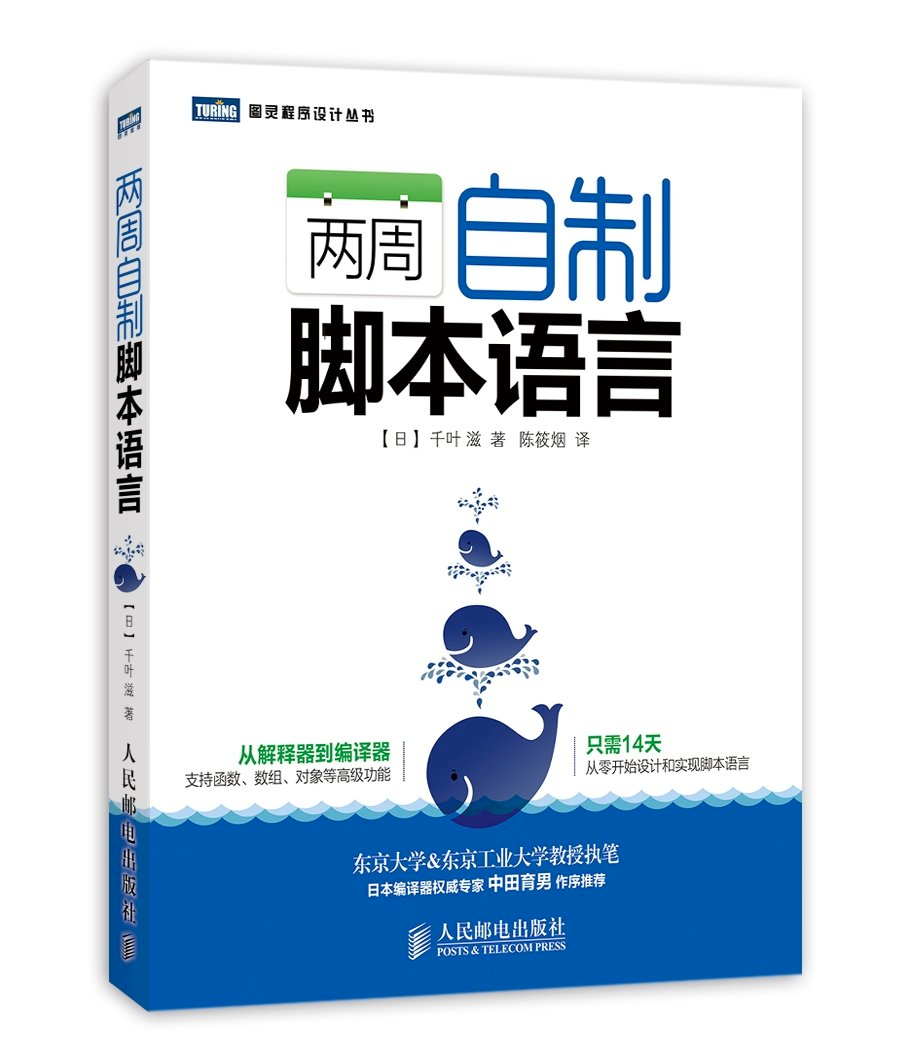 TURING 图灵程序设计丛书
两周
自制
脚本语言
【日】千叶 滋 著 陈筱烟 译
从解释器到编译器
支持函数、数组、对象等高级功能
只需14天
从零开始设计和实现脚本语言
东京大学&东京工业大学教授执笔
日本编译器权威专家 中田育男 作序推荐
人民邮电出版社
POSTS & TELECOM PRESS
TURING
图灵程序
两周自制脚本语言
【日】千叶 滋 著
人民邮电出版社